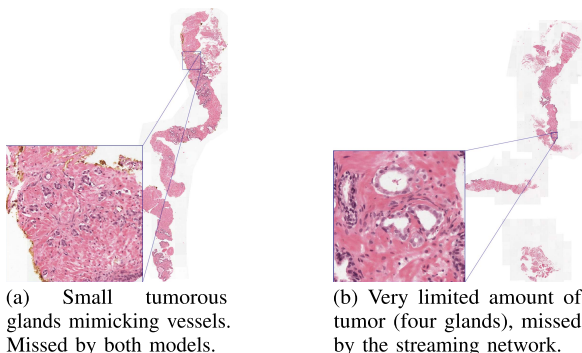 (a) Small tumorous
glands mimicking vessels.
Missed by both models.
(b) Very limited amount of
tumor (four glands), missed
by the streaming network.